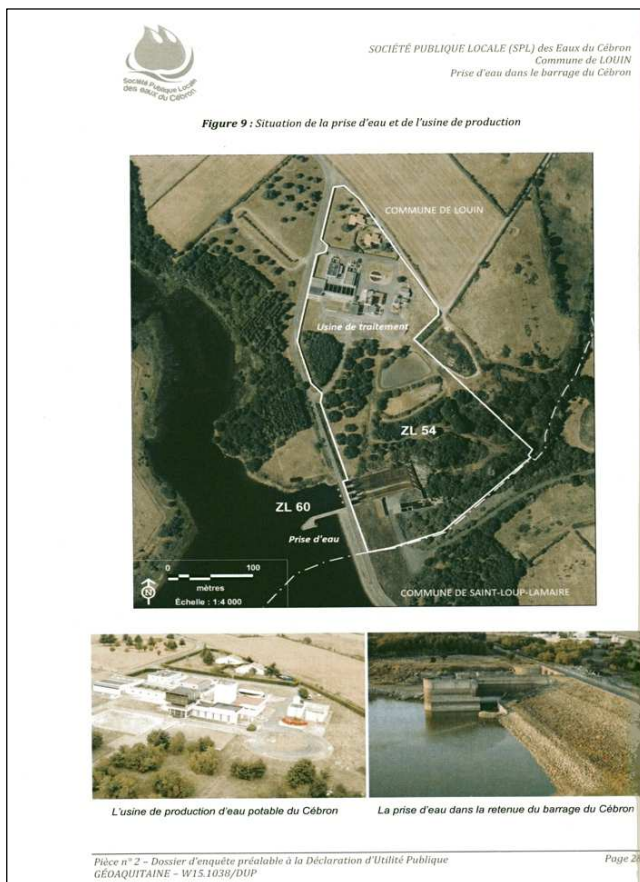 Société Publique Locale
des eaux du Cébron
SOCIÉTÉ PUBLIQUE LOCALE (SPL) des Eaux du Cébron
Commune de LOUIN
Prise d'eau dans le barrage du Cébron
Figure 9 : Situation de la prise d'eau et de l'usine de production
COMMUNE DE LOUIN
Usine de traitement
ZL 54
ZL 60
Prise d'eau
0 100
mètres
Échelle : 1:4 000
N
COMMUNE DE SAINT-LOUP-LAMAIRE
L'usine de production d'eau potable du Cébron
La prise d'eau dans la retenue du barrage du Cébron
Pièce n° 2 – Dossier d'enquête préalable à la Déclaration d'Utilité Publique
GÉOAQUITAINE – W15.1038/DUP
Page